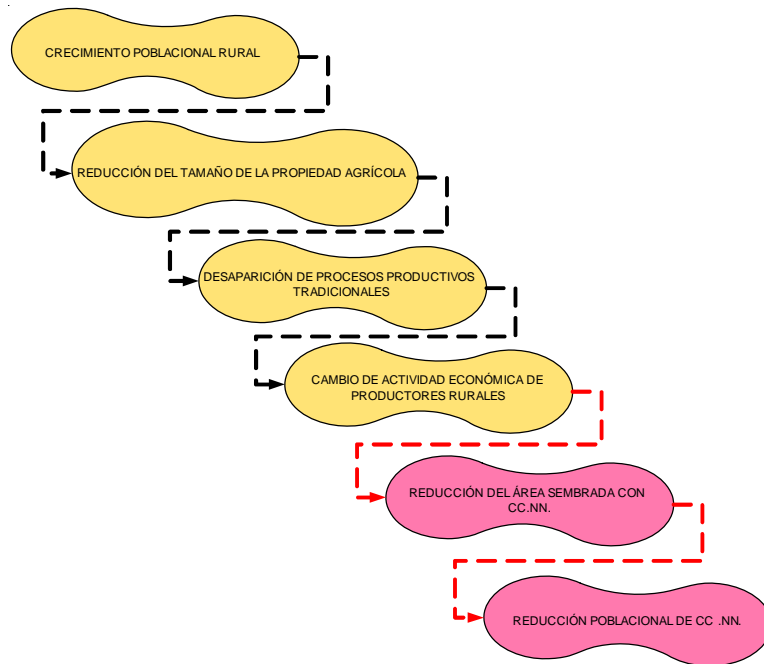 CRECIMIENTO POBLACIONAL RURAL
REDUCCIÓN DEL TAMAÑO DE LA PROPIEDAD AGRÍCOLA
DESAPARICIÓN DE PROCESOS PRODUCTIVOS
TRADICIONALES
CAMBIO DE ACTIVIDAD ECONÓMICA DE
PRODUCTORES RURALES
REDUCCIÓN DEL ÁREA SEMBRADA CON
CC.NN.
REDUCCIÓN POBLACIONAL DE CC .NN.